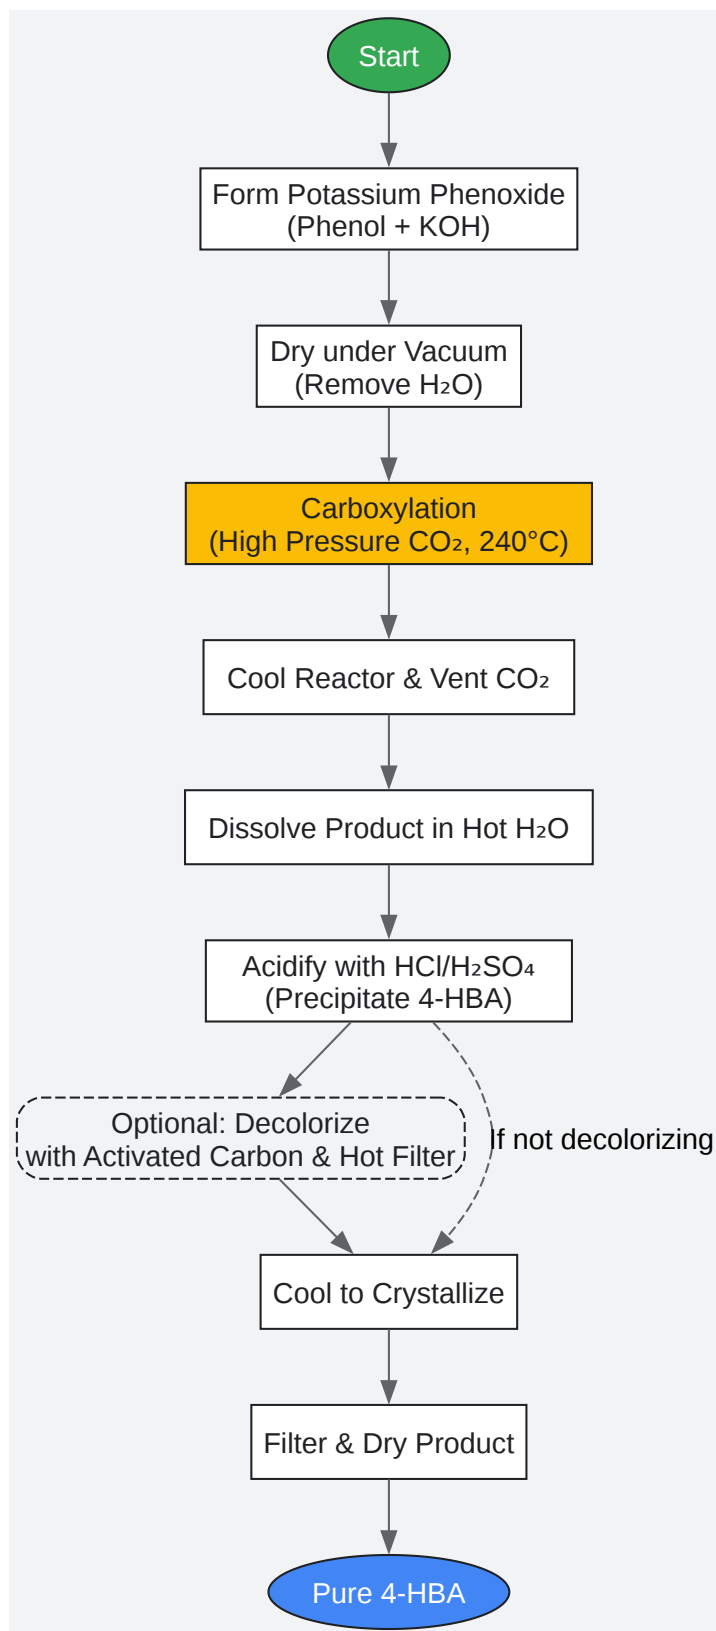 Start
Form Potassium Phenoxide
(Phenol + KOH)
Dry under Vacuum
(Remove H₂O)
Carboxylation
(High Pressure CO₂, 240°C)
Cool Reactor & Vent CO₂
Dissolve Product in Hot H₂O
Acidify with HCl/H₂SO₄
(Precipitate 4-HBA)
Optional: Decolorize
with Activated Carbon & Hot Filter
If not decolorizing
Cool to Crystallize
Filter & Dry Product
Pure 4-HBA